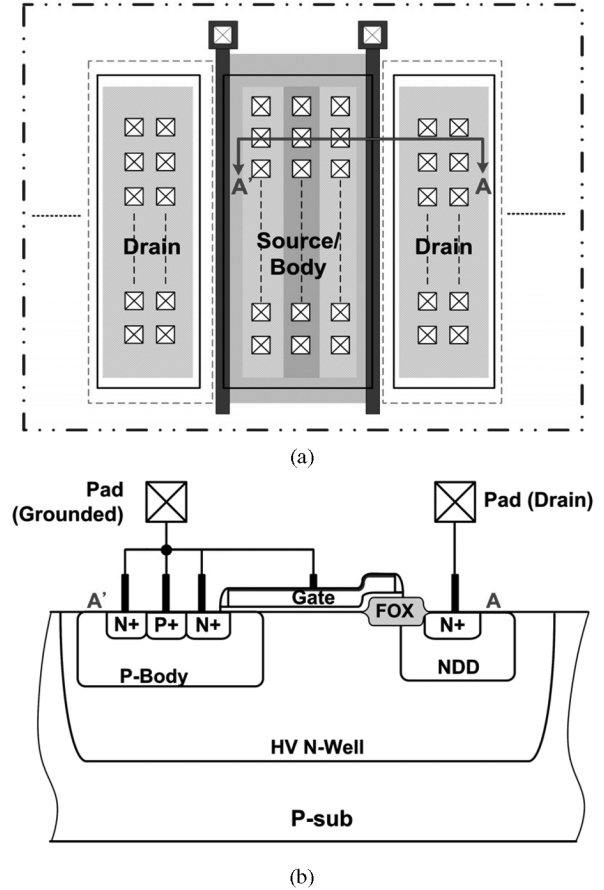 A’
A
Drain
Source/
Body
Drain
(a)
Pad
(Grounded)
Pad (Drain)
A’
Gate
A
FOX
N+
P+
N+
N+
P-Body
NDD
HV N-Well
P-sub
(b)